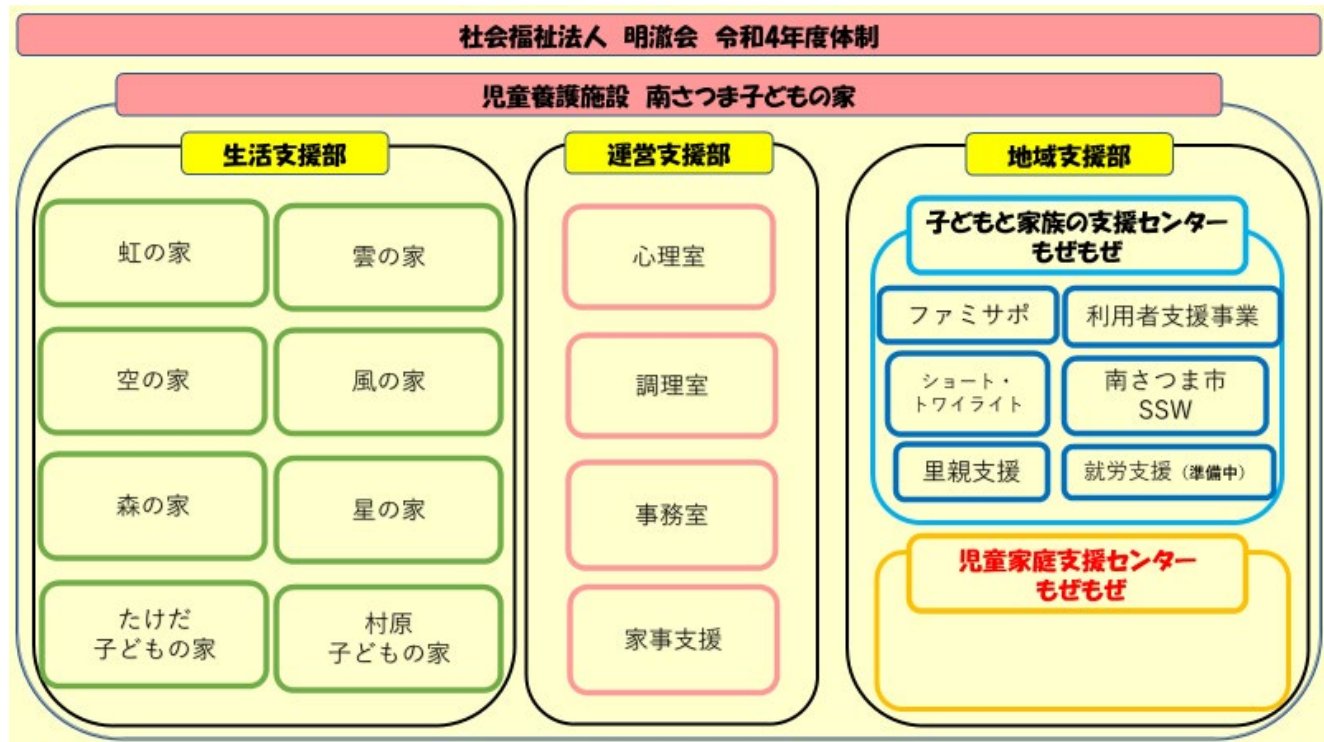 社会福祉法人 明澈会 令和4年度体制
児童養護施設 南さつま子どもの家
生活支援部
虹の家
雲の家
空の家
風の家
森の家
星の家
たけだ
子どもの家
村原
子どもの家
運営支援部
心理室
調理室
事務室
家事支援
地域支援部
子どもと家族の支援センター
もぜもぜ
ファミサポ
利用者支援事業
ショート・
トワイライト
南さつま市
SSW
里親支援
就労支援（準備中）
児童家庭支援センター
もぜもぜ